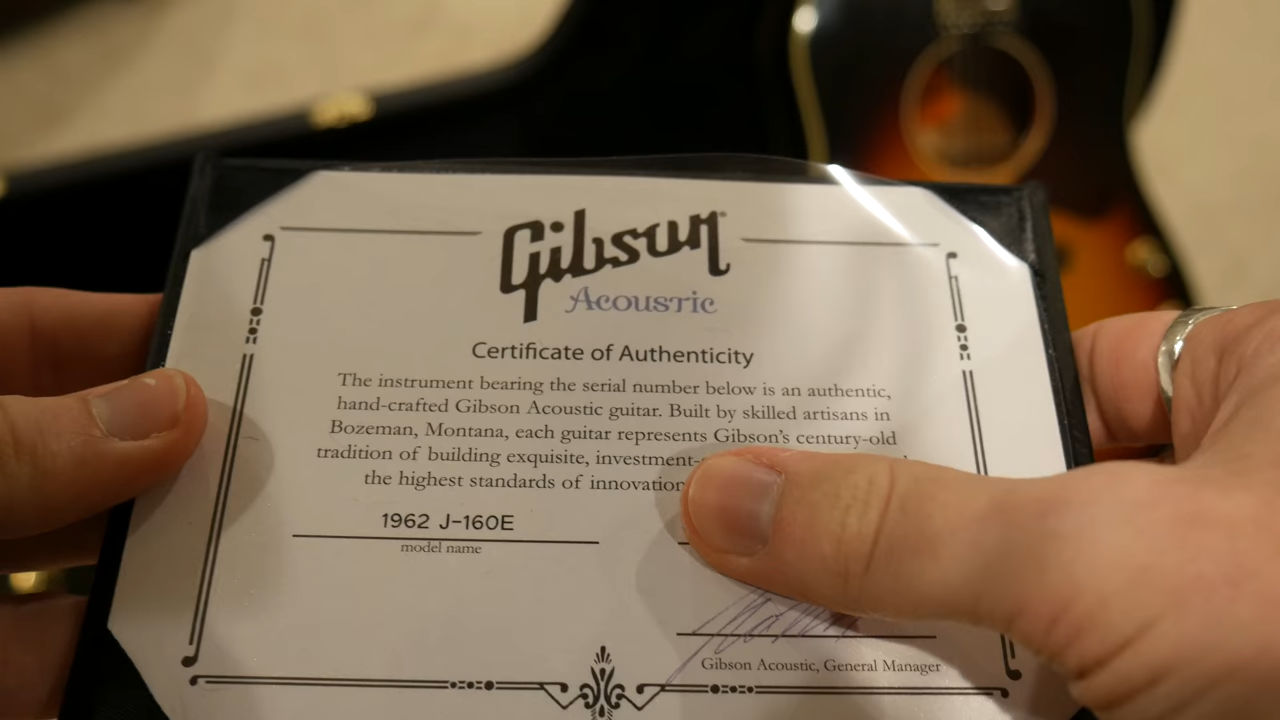 Gibson
Acoustic
Certificate of Authenticity
The instrument bearing the serial number below is an authentic,
hand-crafted Gibson Acoustic guitar. Built by skilled artisans in
Bozeman, Montana, each guitar represents Gibson's century-old
tradition of building exquisite, investment-
the highest standards of innovation
1962 J-160E
model name
Gibson Acoustic, General Manager